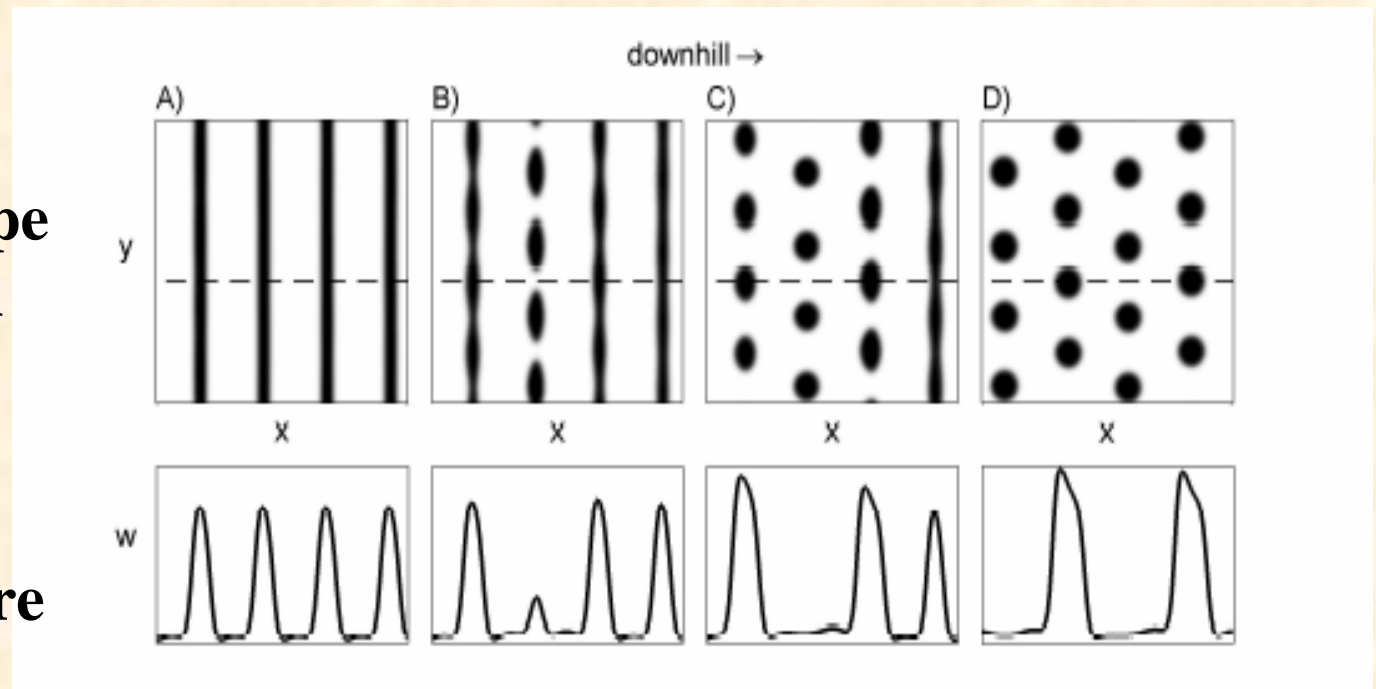 downhill →
A) B) C) D)
pe
y
x x x x
w
re